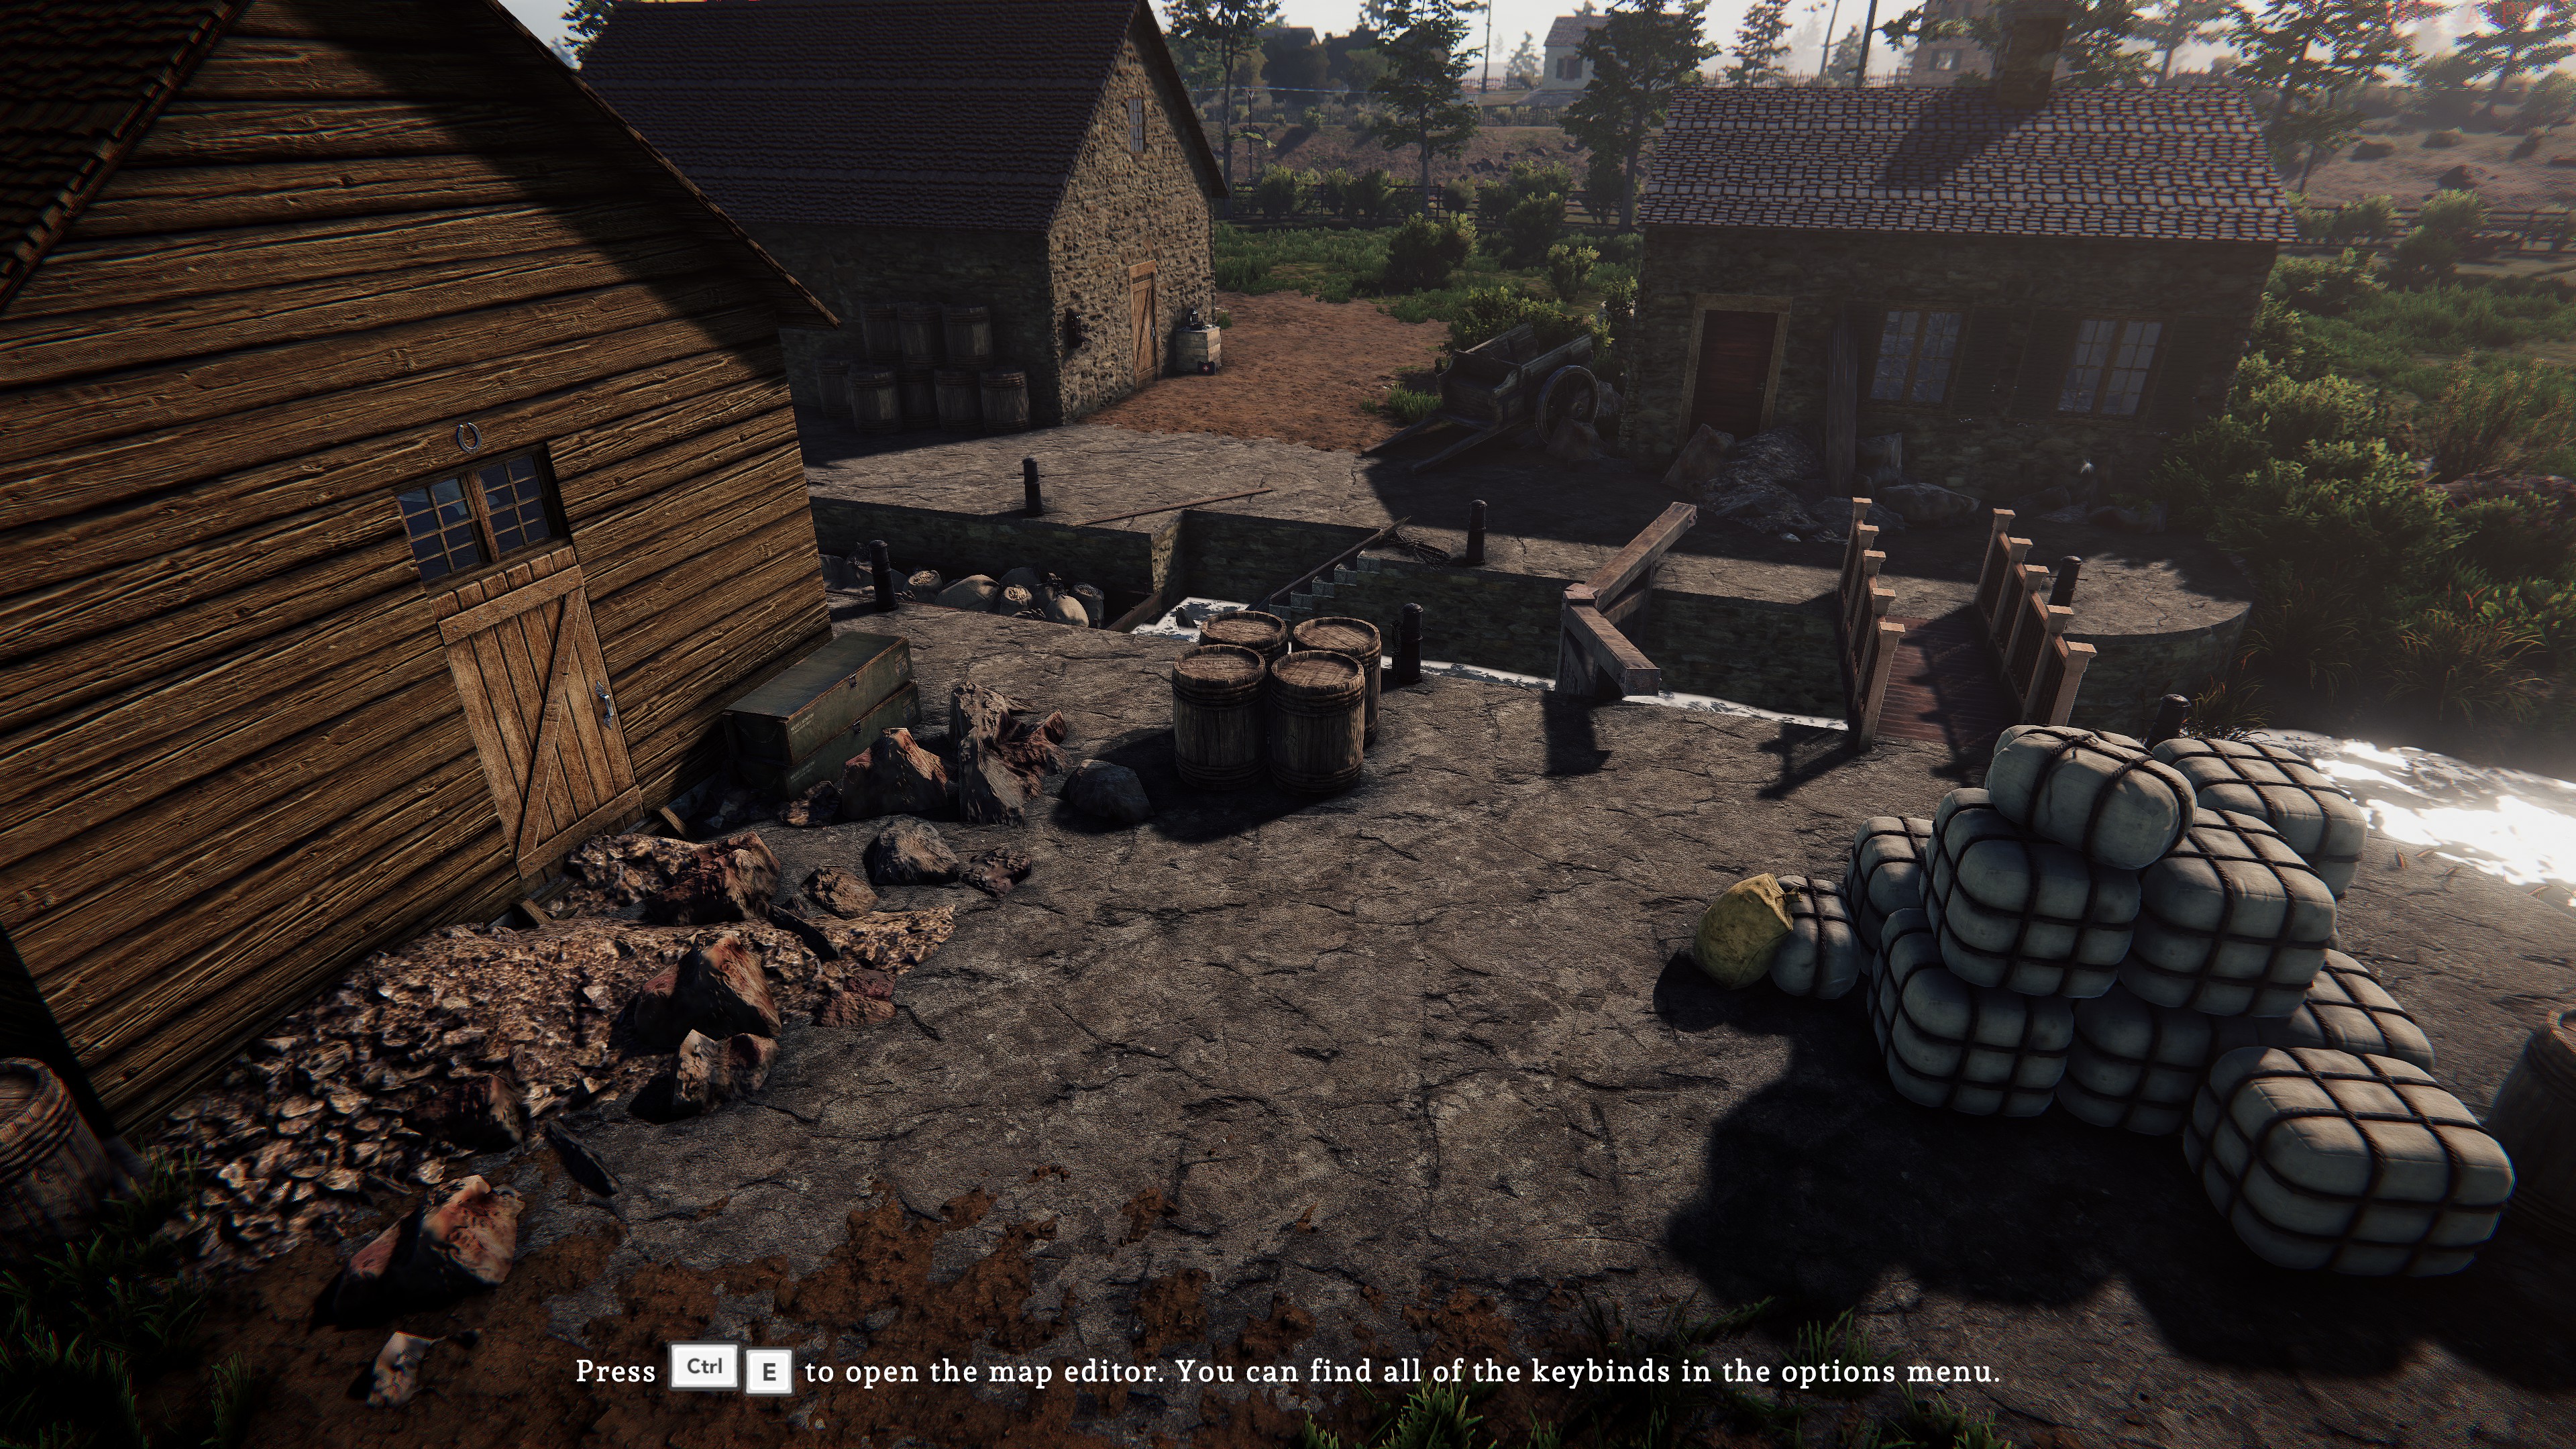 Press Ctrl E to open the map editor. You can find all of the keybinds in the options menu.